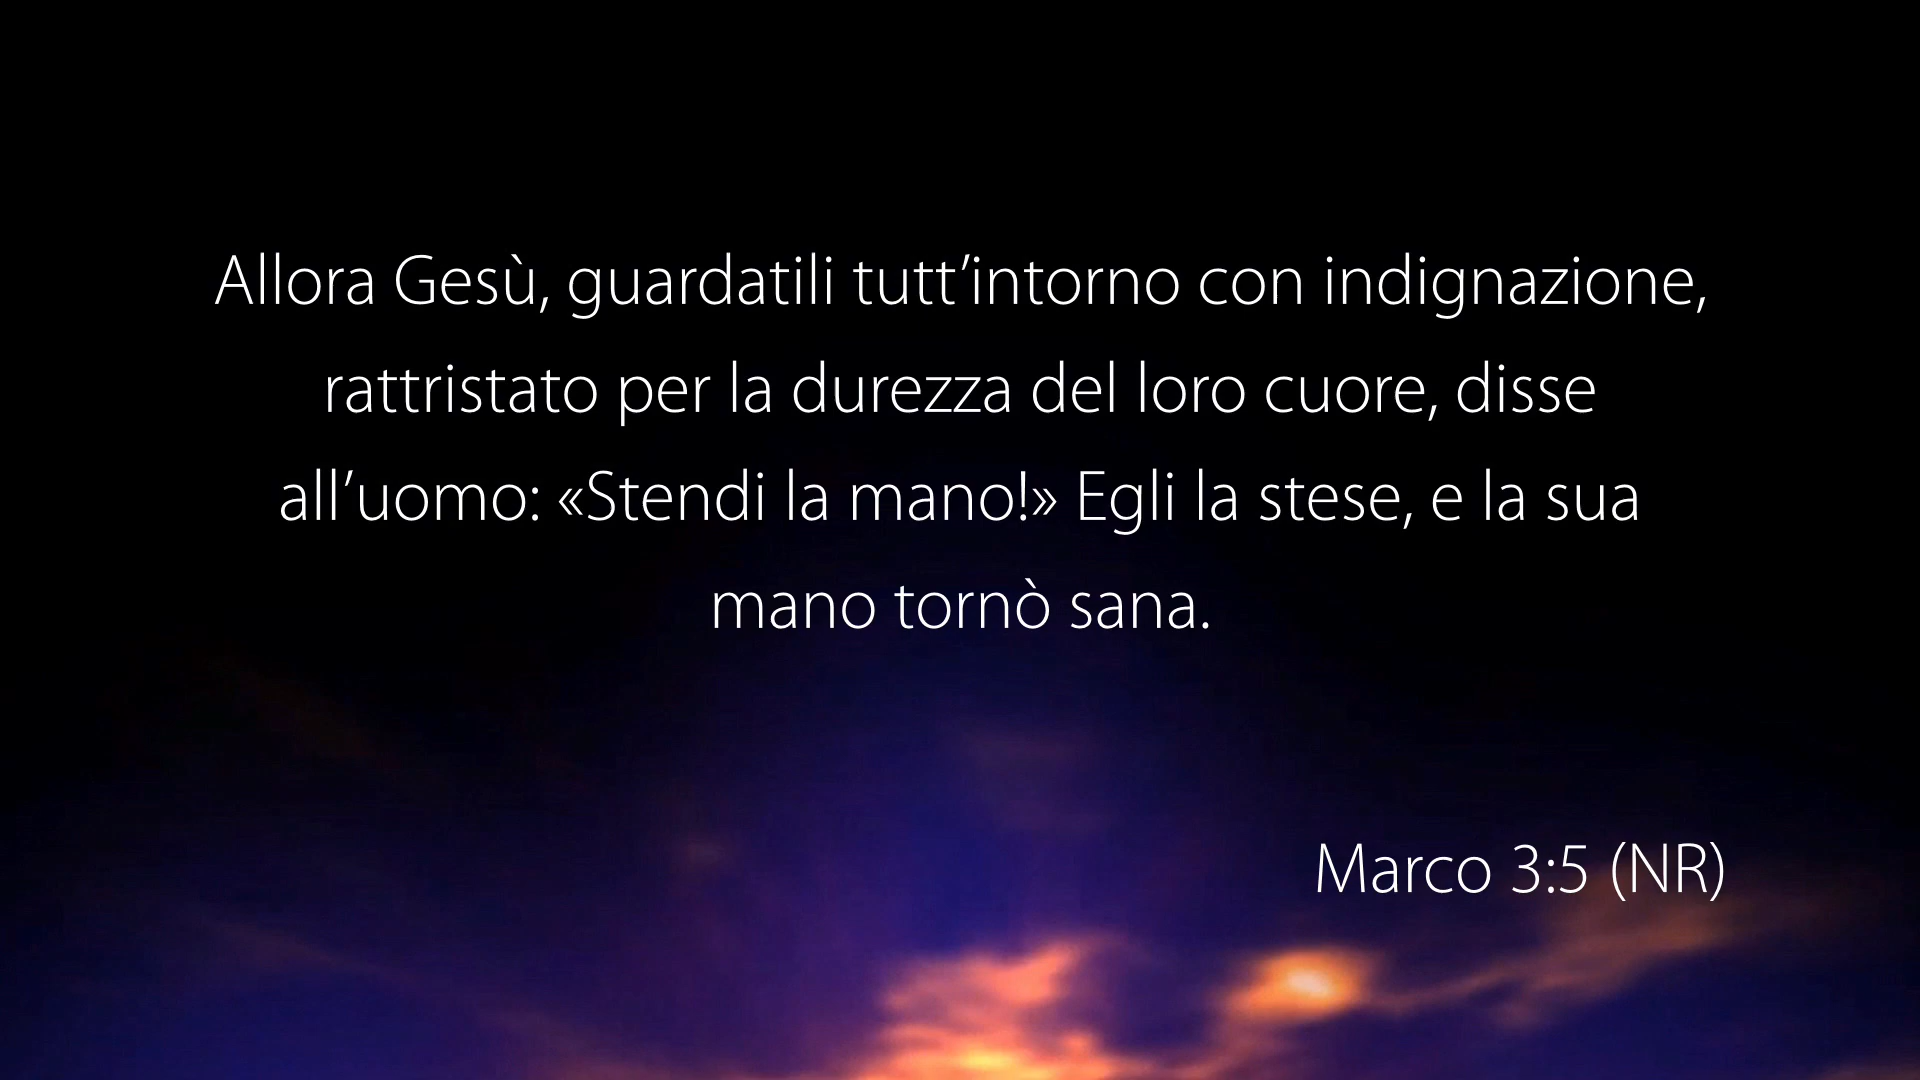 Allora Gesù, guardatili tutt’intorno con indignazione,
rattristato per la durezza del loro cuore, disse
all’uomo: «Stendi la mano!» Egli la stese, e la sua
mano tornò sana.
Marco 3:5 (NR)